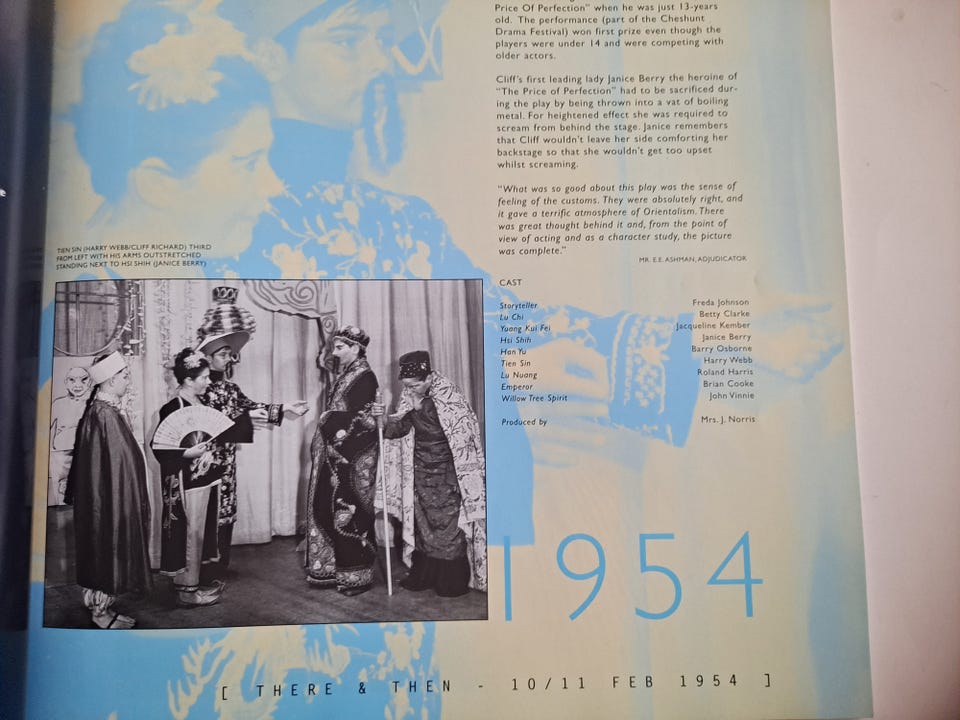 Price Of Perfection" when he was just 13-years
old. The performance (part of the Cheshunt
Drama Festival) won first prize even though the
players were under 14 and were competing with
older actors.
Cliff's first leading lady Janice Berry the heroine of
"The Price of Perfection" had to be sacrificed dur-
ing the play by being thrown into a vat of boiling
metal. For heightened effect she was required to
scream from behind the stage. Janice remembers
that Cliff wouldn't leave her side comforting her
backstage so that she wouldn't get too upset
whilst screaming.
"What was so good about this play was the sense of
feeling of the customs. They were absolutely right, and
it gave a terrific atmosphere of Orientalism. There
was great thought behind it and, from the point of
view of acting and as a character study, the picture
was complete."
MR. E.E. ASHMAN, ADJUDICATOR
TIEN SIN (HARRY WEBB/CLIFF RICHARD) THIRD
FROM LEFT WITH HIS ARMS OUTSTRETCHED
STANDING NEXT TO HSI SHIH (JANICE BERRY)
CAST
Storyteller Freda Johnson
Lu Chi Betty Clarke
Yuang Kui Fei Jacqueline Kember
Hsi Shih Janice Berry
Han Yu Barry Osborne
Tien Sin Harry Webb
Lu Nuang Roland Harris
Emperor Brian Cooke
Willow Tree Spirit John Vinnie
Produced by Mrs. J. Norris
1954
[ THERE & THEN - 10/11 FEB 1954 ]